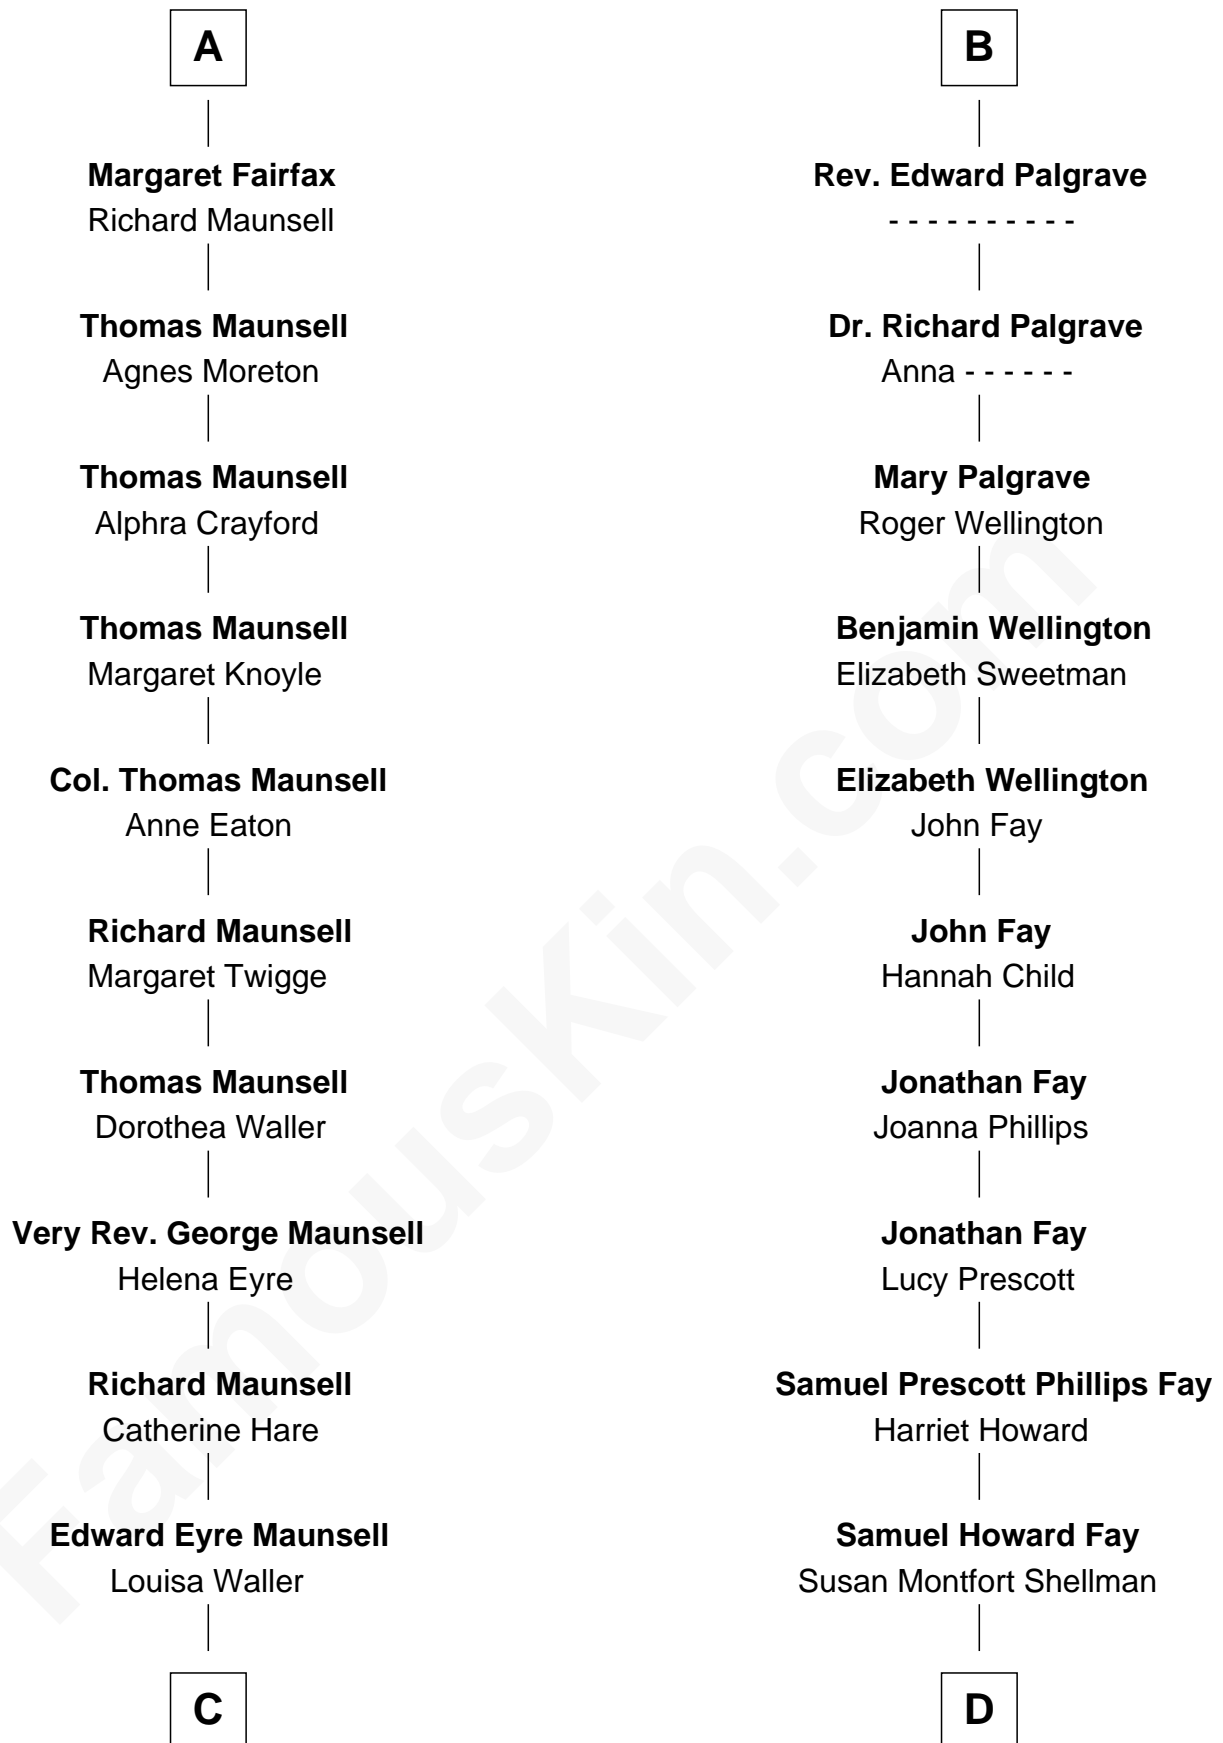 A
Margaret Fairfax
Richard Maunsell
Thomas Maunsell
Agnes Moreton
Thomas Maunsell
Alphra Crayford
Thomas Maunsell
Margaret Knoyle
Col. Thomas Maunsell
Anne Eaton
Richard Maunsell
Margaret Twigge
Thomas Maunsell
Dorothea Waller
Very Rev. George Maunsell
Helena Eyre
Richard Maunsell
Catherine Hare
Edward Eyre Maunsell
Louisa Waller
C
B
Rev. Edward Palgrave
- - - - - - - - - -
Dr. Richard Palgrave
Anna - - - - - -
Mary Palgrave
Roger Wellington
Benjamin Wellington
Elizabeth Sweetman
Elizabeth Wellington
John Fay
John Fay
Hannah Child
Jonathan Fay
Joanna Phillips
Jonathan Fay
Lucy Prescott
Samuel Prescott Phillips Fay
Harriet Howard
Samuel Howard Fay
Susan Montfort Shellman
D
FamousKin.com